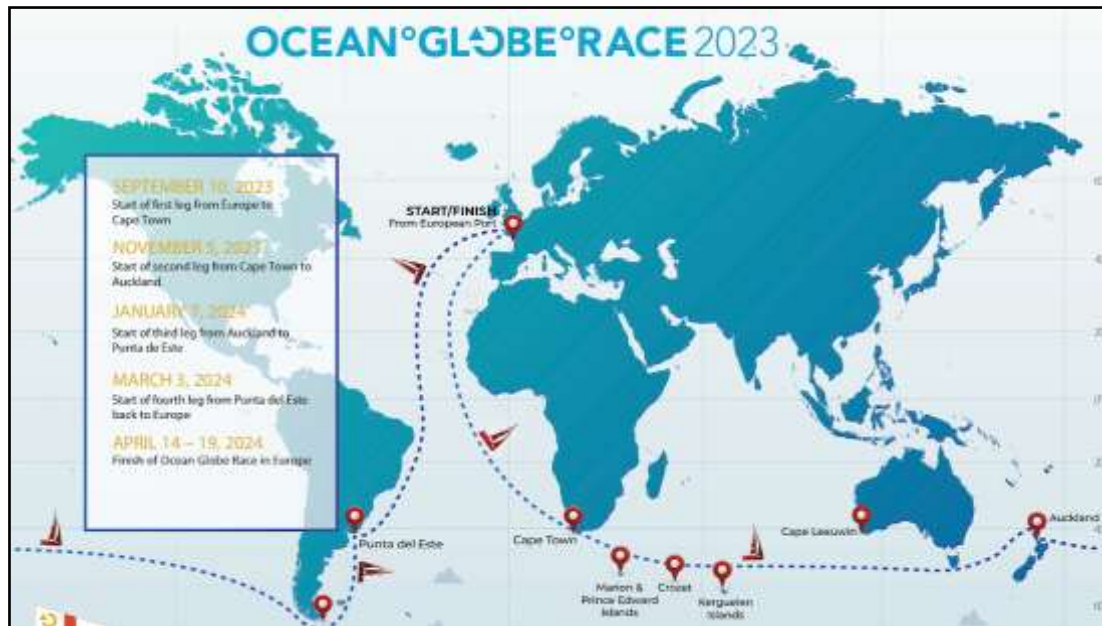 OCEAN°GLOBE°RACE 2023
SEPTEMBER 10, 2023
Start of first leg from Europe to
Cape Town
NOVEMBER 5, 2023
Start of second leg from Cape Town to
Auckland
JANUARY 7, 2024
Start of third leg from Auckland to
Punta de Este
MARCH 3, 2024
Start of fourth leg from Punta del Este
back to Europe
APRIL 14 – 19, 2024
Finish of Ocean Globe Race in Europe
START/FINISH
From European Port
Punta del Este
Cape Town
Marion &
Prince Edward
Islands
Crozet
Kerguelen
Islands
Cape Leeuwin
Auckland